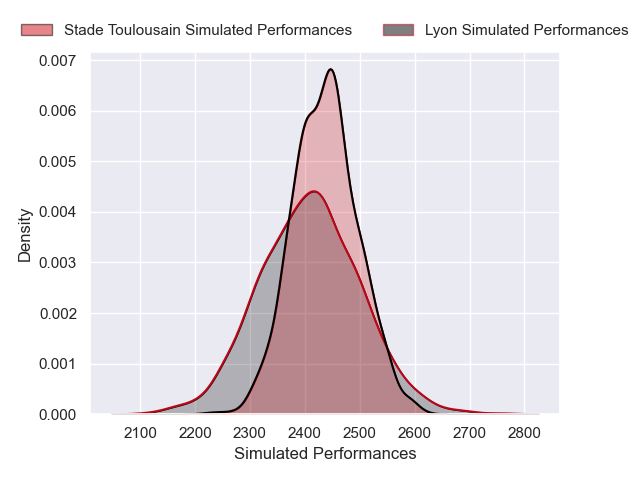 Stade Toulousain Simulated Performances
Lyon Simulated Performances
0.007
0.006
0.005
0.004
0.003
0.002
0.001
0.000
Density
2100 2200 2300 2400 2500 2600 2700 2800
Simulated Performances